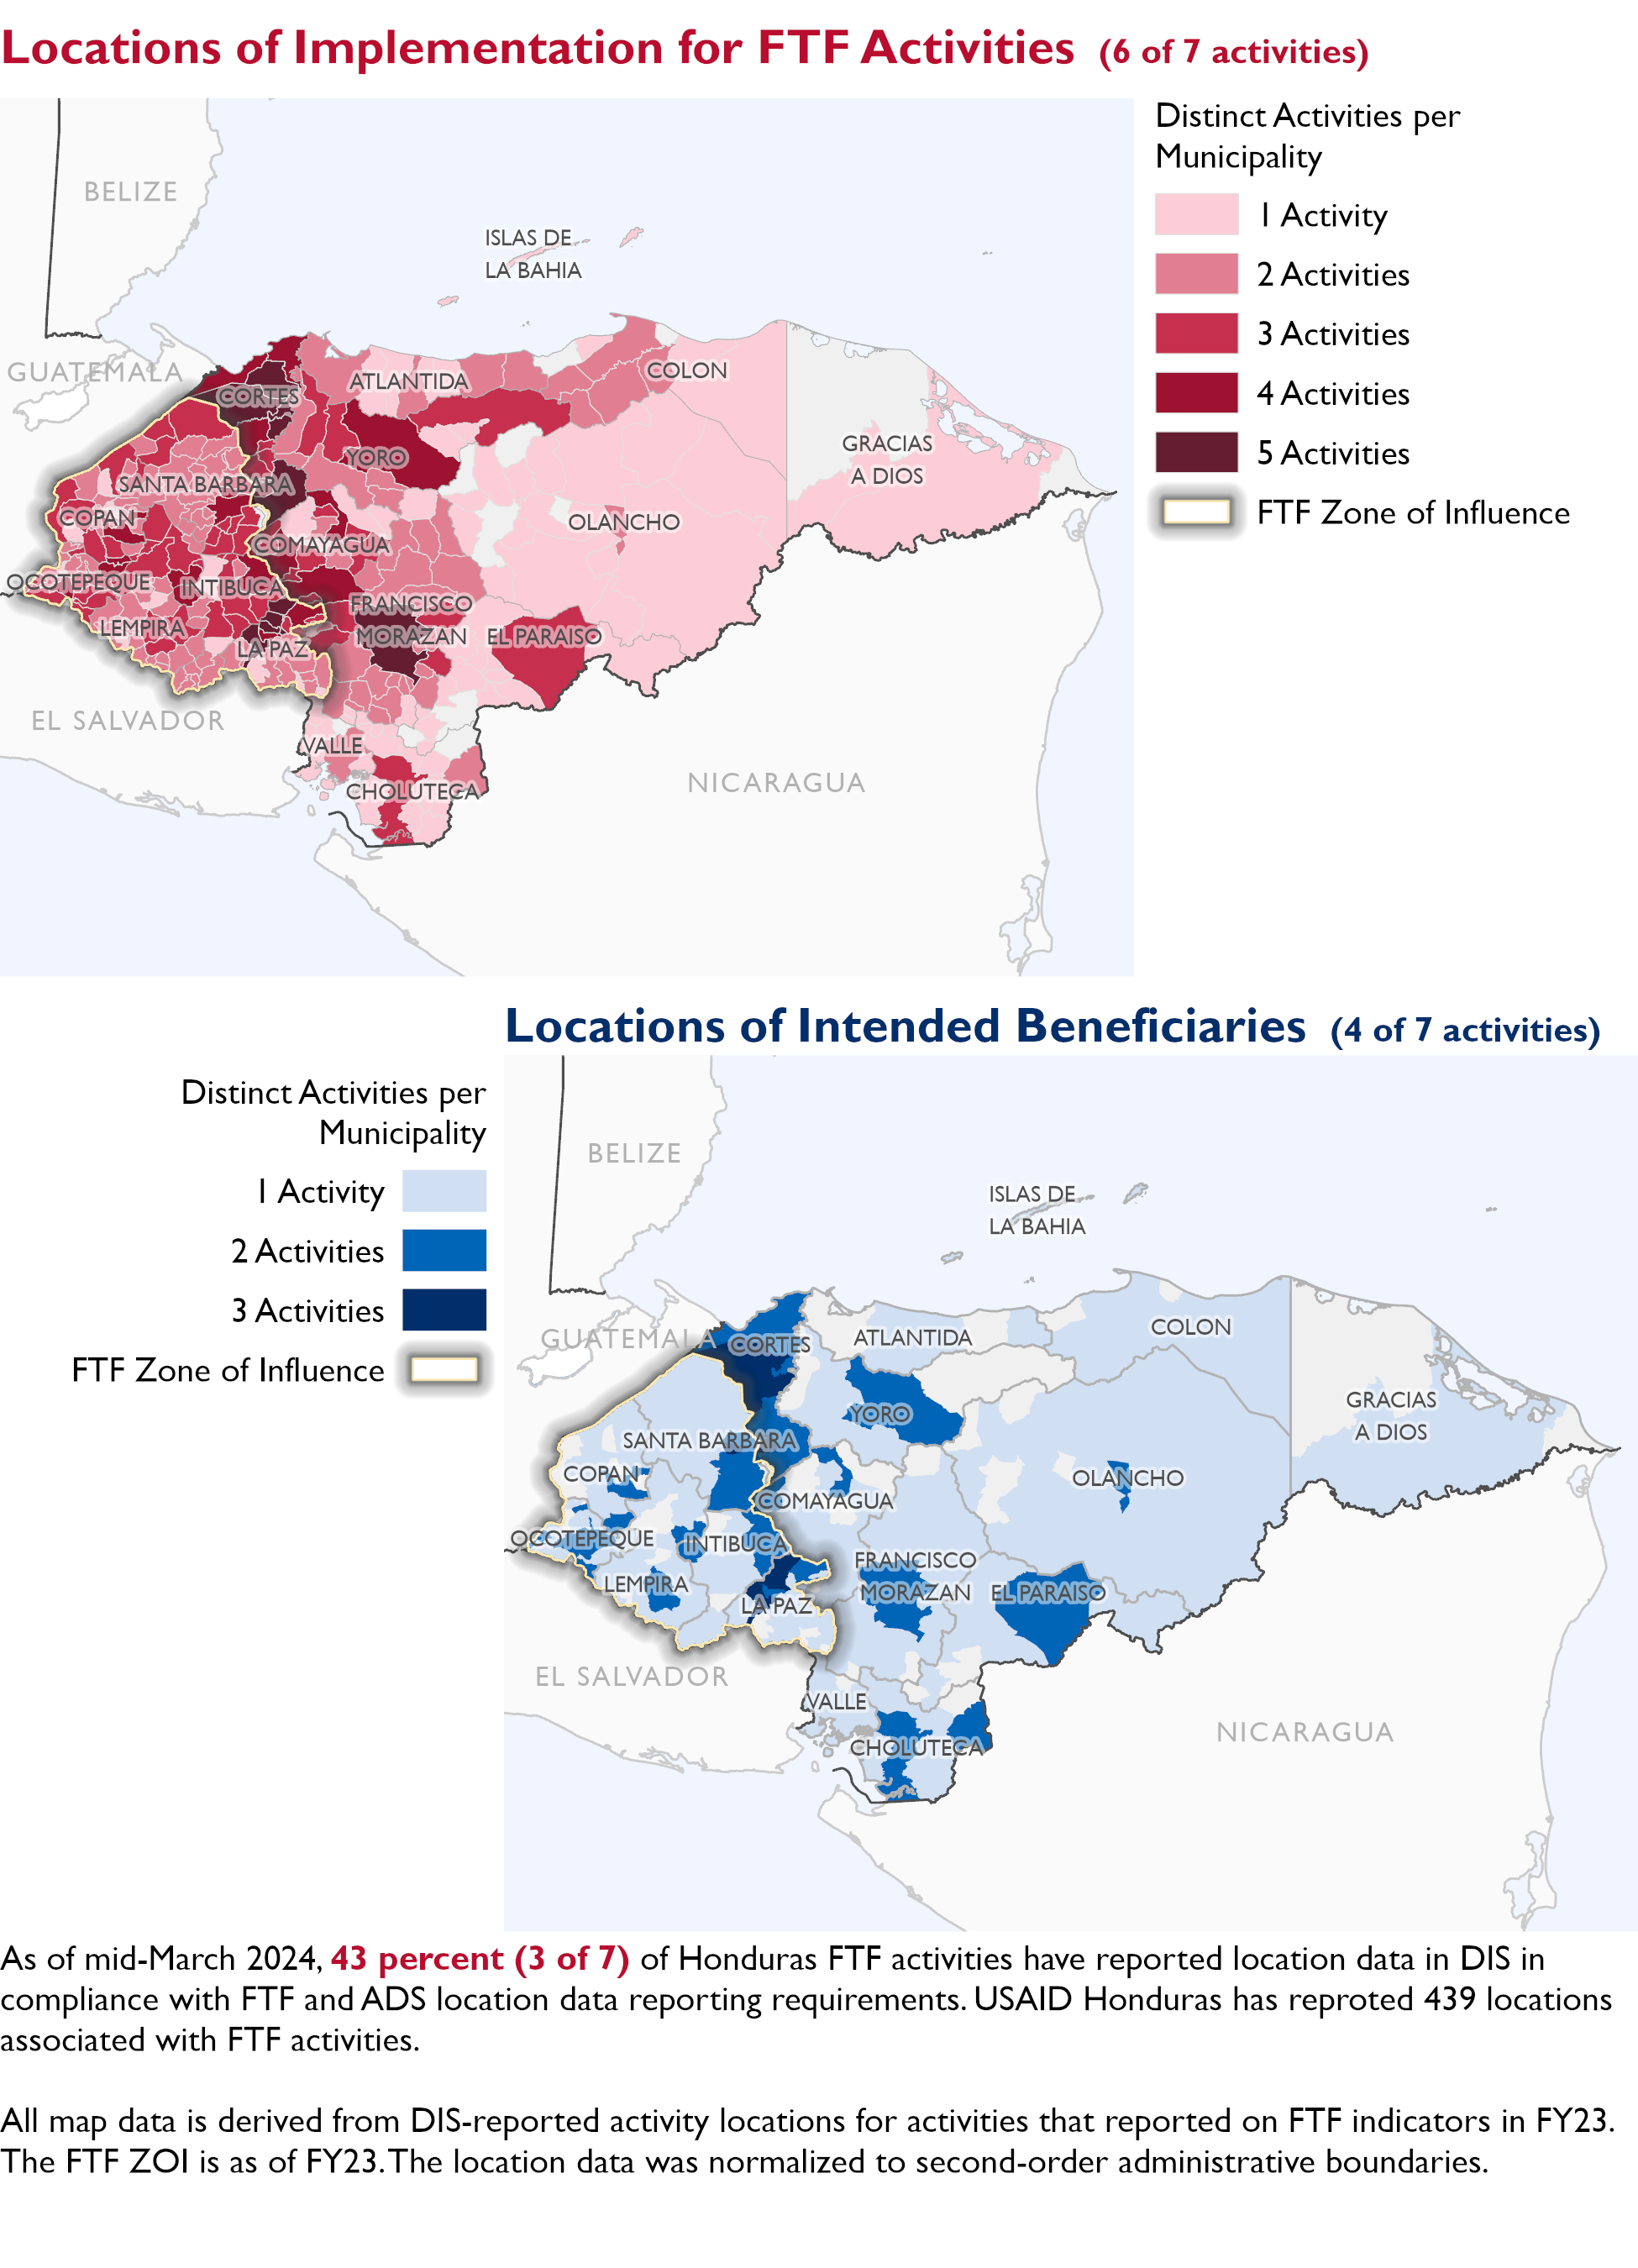 Locations of Implementation for FTF Activities (6 of 7 activities)
Distinct Activities per
Municipality
1 Activity
2 Activities
3 Activities
4 Activities
5 Activities
FTF Zone of Influence
BELIZE
ISLAS DE
LA BAHIA
GUATEMALA
CORTES
ATLANTIDA
COLON
GRACIAS
A DIOS
YORO
SANTA BARBARA
COPAN
OLANCHO
COMAYAGUA
OCOTEPEQUE
INTIBUCA
FRANCISCO
MORAZAN
LEMPIRA
EL PARAISO
LA PAZ
EL SALVADOR
VALLE
CHOLUTECA
NICARAGUA
Locations of Intended Beneficiaries (4 of 7 activities)
Distinct Activities per
Municipality
1 Activity
2 Activities
3 Activities
FTF Zone of Influence
BELIZE
ISLAS DE
LA BAHIA
GUATEMALA
CORTES
ATLANTIDA
COLON
GRACIAS
A DIOS
YORO
SANTA BARBARA
COPAN
OLANCHO
COMAYAGUA
OCOTEPEQUE
INTIBUCA
FRANCISCO
MORAZAN
LEMPIRA
EL PARAISO
LA PAZ
EL SALVADOR
VALLE
CHOLUTECA
NICARAGUA
As of mid-March 2024, 43 percent (3 of 7) of Honduras FTF activities have reported location data in DIS in
compliance with FTF and ADS location data reporting requirements. USAID Honduras has reproted 439 locations
associated with FTF activities.
All map data is derived from DIS-reported activity locations for activities that reported on FTF indicators in FY23.
The FTF ZOI is as of FY23. The location data was normalized to second-order administrative boundaries.